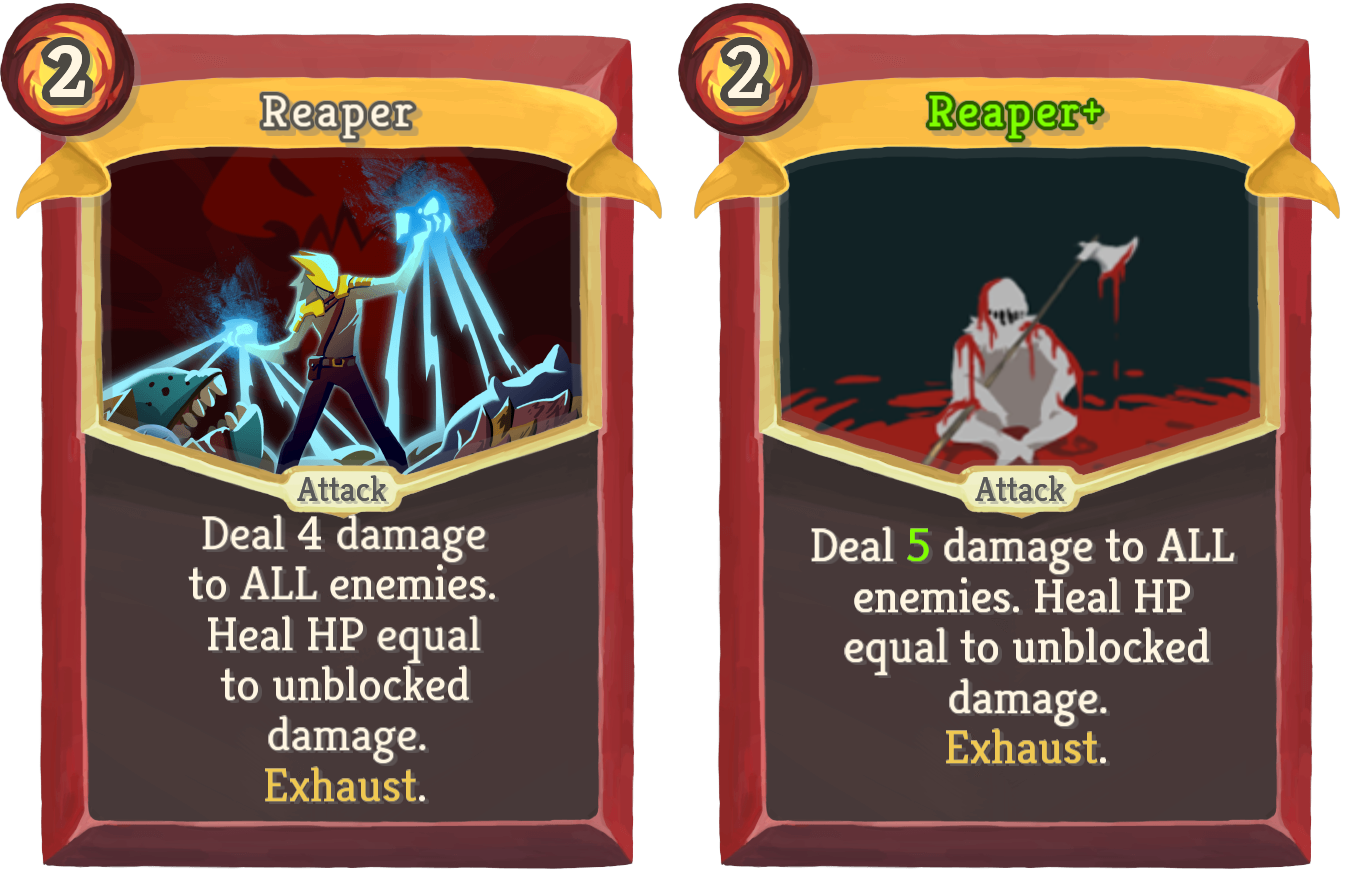 2
Reaper
Attack
Deal 4 damage
to ALL enemies.
Heal HP equal
to unblocked
damage.
Exhaust.
2
Reaper+
Attack
Deal 5 damage to ALL
enemies. Heal HP
equal to unblocked
damage.
Exhaust.